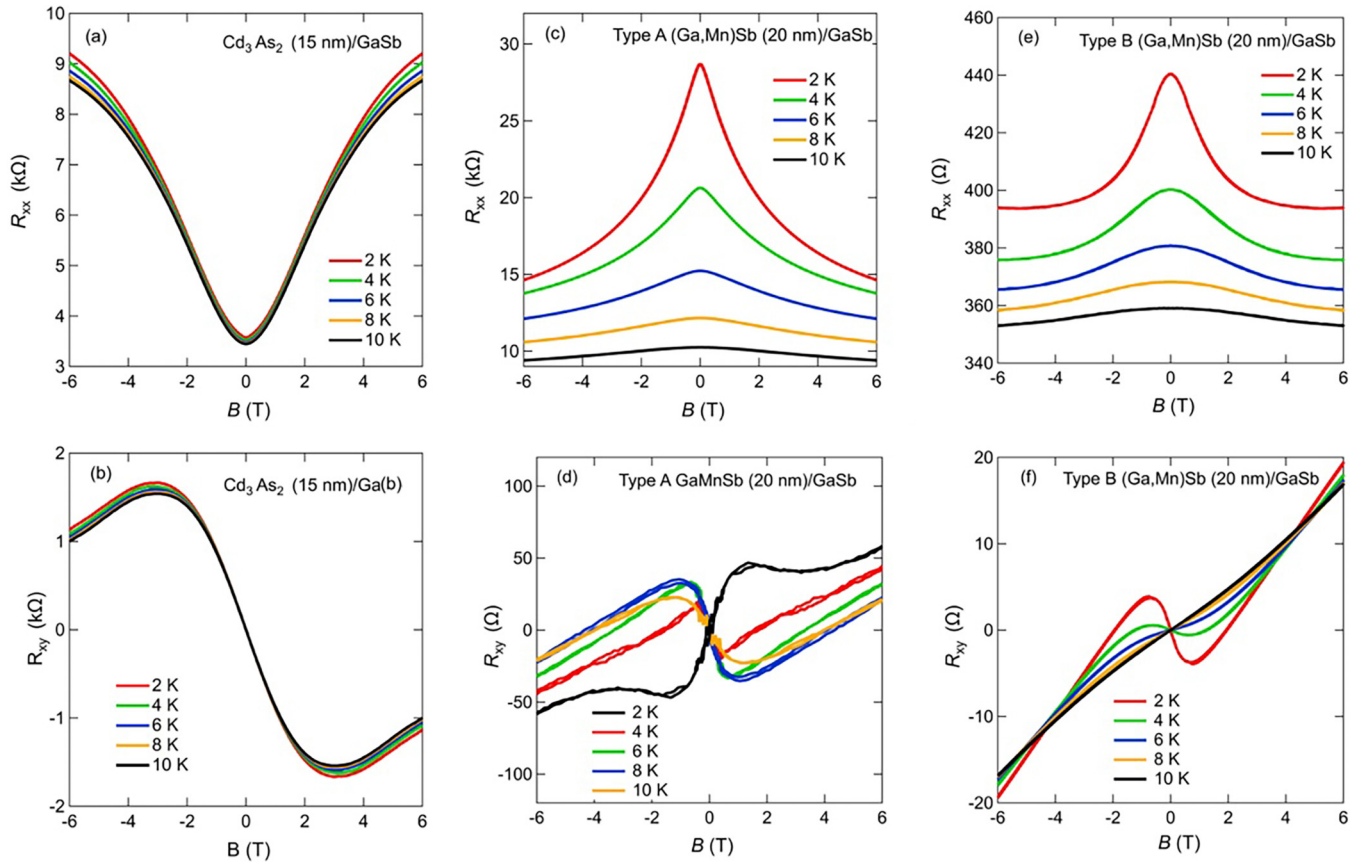 (a)
Cd3As2 (15 nm)/GaSb
10
9
8
7
6
5
4
3
Rxx (kΩ)
2 K
4 K
6 K
8 K
10 K
-6 -4 -2 0 2 4 6
B (T)
(c)
Type A (Ga,Mn)Sb (20 nm)/GaSb
30
25
20
15
10
Rxx (kΩ)
2 K
4 K
6 K
8 K
10 K
-6 -4 -2 0 2 4 6
B (T)
(e)
Type B (Ga,Mn)Sb (20 nm)/GaSb
460
440
420
400
380
360
340
Rxx (Ω)
2 K
4 K
6 K
8 K
10 K
-6 -4 -2 0 2 4 6
B (T)
(b)
Cd3As2 (15 nm)/Ga(b)
2
1
0
-1
-2
Rxy (kΩ)
2 K
4 K
6 K
8 K
10 K
-6 -4 -2 0 2 4 6
B (T)
(d)
Type A GaMnSb (20 nm)/GaSb
100
50
0
-50
-100
Rxy (Ω)
2 K
4 K
6 K
8 K
10 K
-6 -4 -2 0 2 4 6
B (T)
(f)
Type B (Ga,Mn)Sb (20 nm)/GaSb
20
10
0
-10
-20
Rxy (Ω)
2 K
4 K
6 K
8 K
10 K
-6 -4 -2 0 2 4 6
B (T)